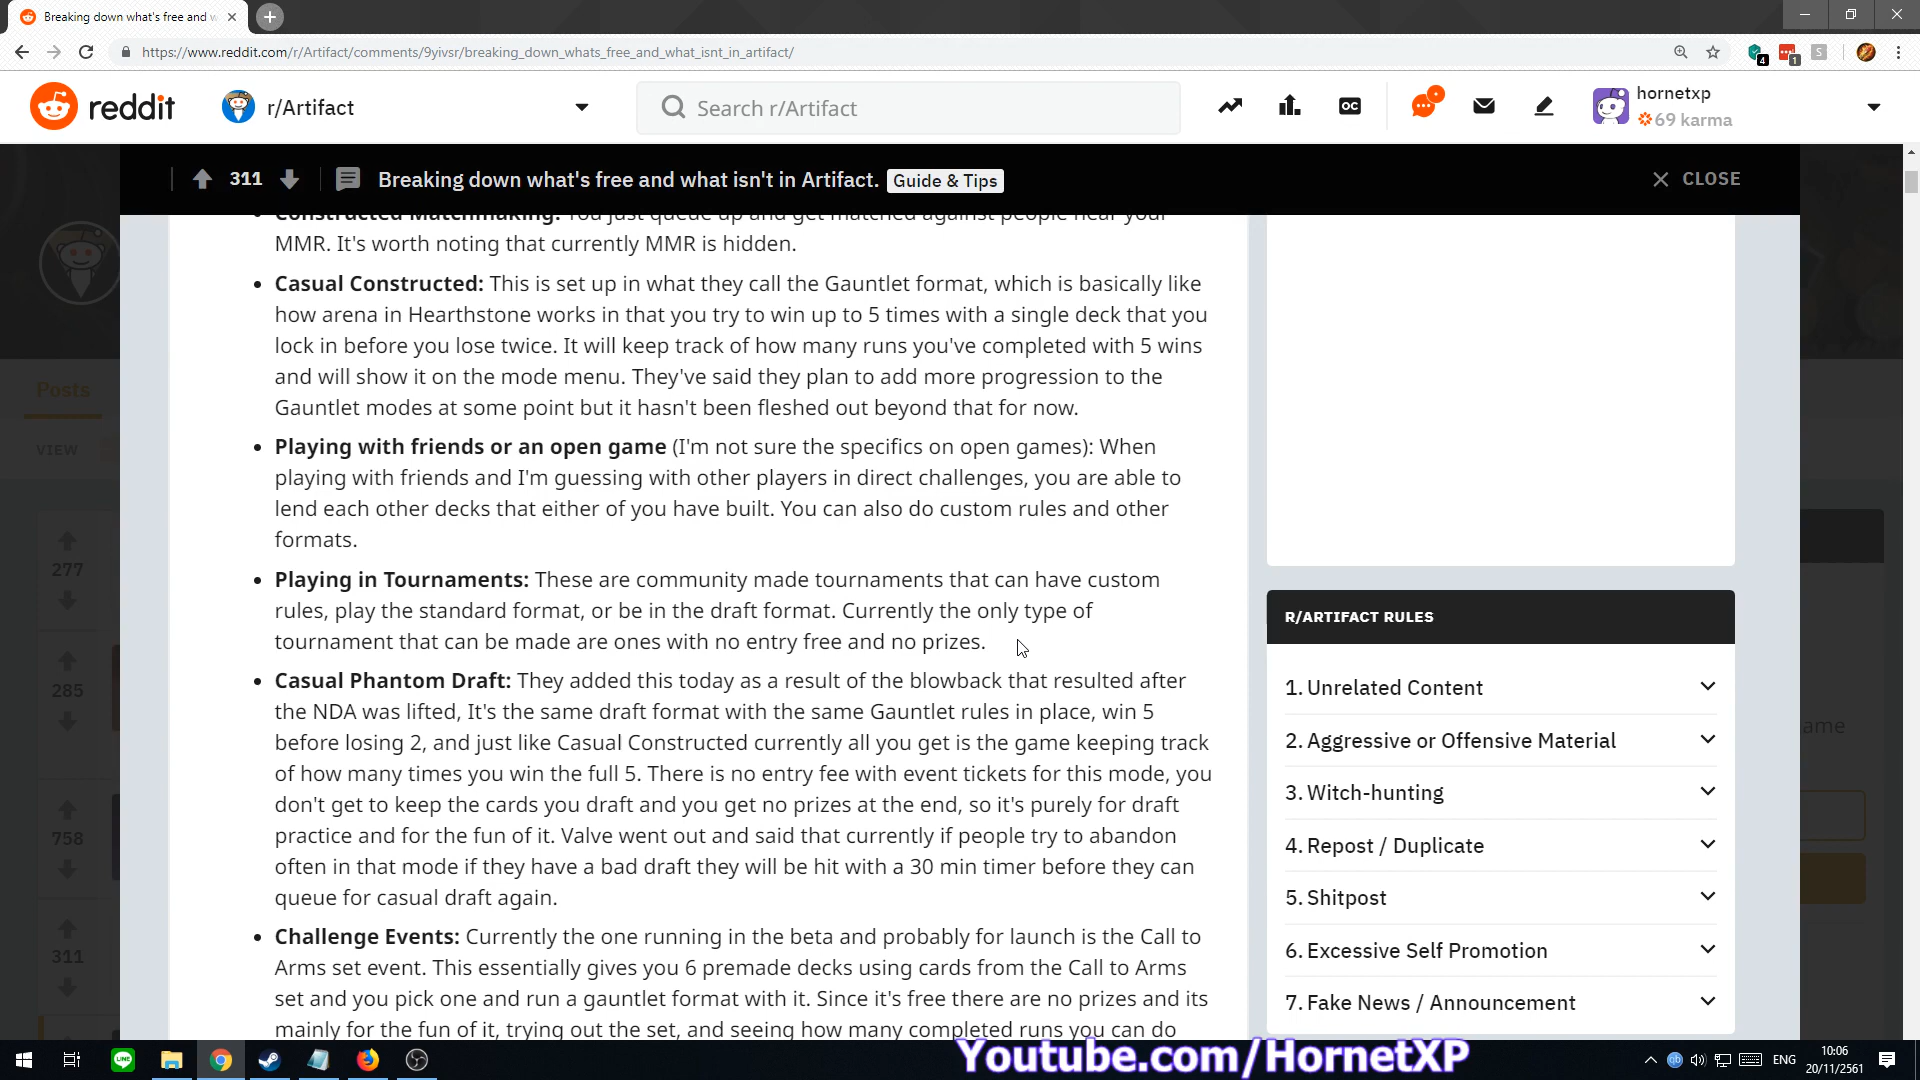 Breaking down what's free and w
https://www.reddit.com/r/Artifact/comments/9yivsr/breaking_down_whats_free_and_what_isnt_in_artifact/
4
1
S
reddit
r/Artifact
Search r/Artifact
OC
hornetxp
69 karma
311
Breaking down what's free and what isn't in Artifact.
Guide & Tips
CLOSE
Constructed Matchmaking: You just queue up and get matched against people near your
MMR. It's worth noting that currently MMR is hidden.
• Casual Constructed: This is set up in what they call the Gauntlet format, which is basically like
how arena in Hearthstone works in that you try to win up to 5 times with a single deck that you
lock in before you lose twice. It will keep track of how many runs you've completed with 5 wins
and will show it on the mode menu. They've said they plan to add more progression to the
Gauntlet modes at some point but it hasn't been fleshed out beyond that for now.
• Playing with friends or an open game (I'm not sure the specifics on open games): When
playing with friends and I'm guessing with other players in direct challenges, you are able to
lend each other decks that either of you have built. You can also do custom rules and other
formats.
• Playing in Tournaments: These are community made tournaments that can have custom
rules, play the standard format, or be in the draft format. Currently the only type of
tournament that can be made are ones with no entry free and no prizes.
• Casual Phantom Draft: They added this today as a result of the blowback that resulted after
the NDA was lifted, It's the same draft format with the same Gauntlet rules in place, win 5
before losing 2, and just like Casual Constructed currently all you get is the game keeping track
of how many times you win the full 5. There is no entry fee with event tickets for this mode, you
don't get to keep the cards you draft and you get no prizes at the end, so it's purely for draft
practice and for the fun of it. Valve went out and said that currently if people try to abandon
often in that mode if they have a bad draft they will be hit with a 30 min timer before they can
queue for casual draft again.
• Challenge Events: Currently the one running in the beta and probably for launch is the Call to
Arms set event. This essentially gives you 6 premade decks using cards from the Call to Arms
set and you pick one and run a gauntlet format with it. Since it's free there are no prizes and its
mainly for the fun of it, trying out the set, and seeing how many completed runs you can do
R/ARTIFACT RULES
1. Unrelated Content
2. Aggressive or Offensive Material
3. Witch-hunting
4. Repost / Duplicate
5. Shitpost
6. Excessive Self Promotion
7. Fake News / Announcement
Posts
VIEW
277
285
758
311
ame
Youtube.com/HornetXP
LINE
ENG
10:06
20/11/2561